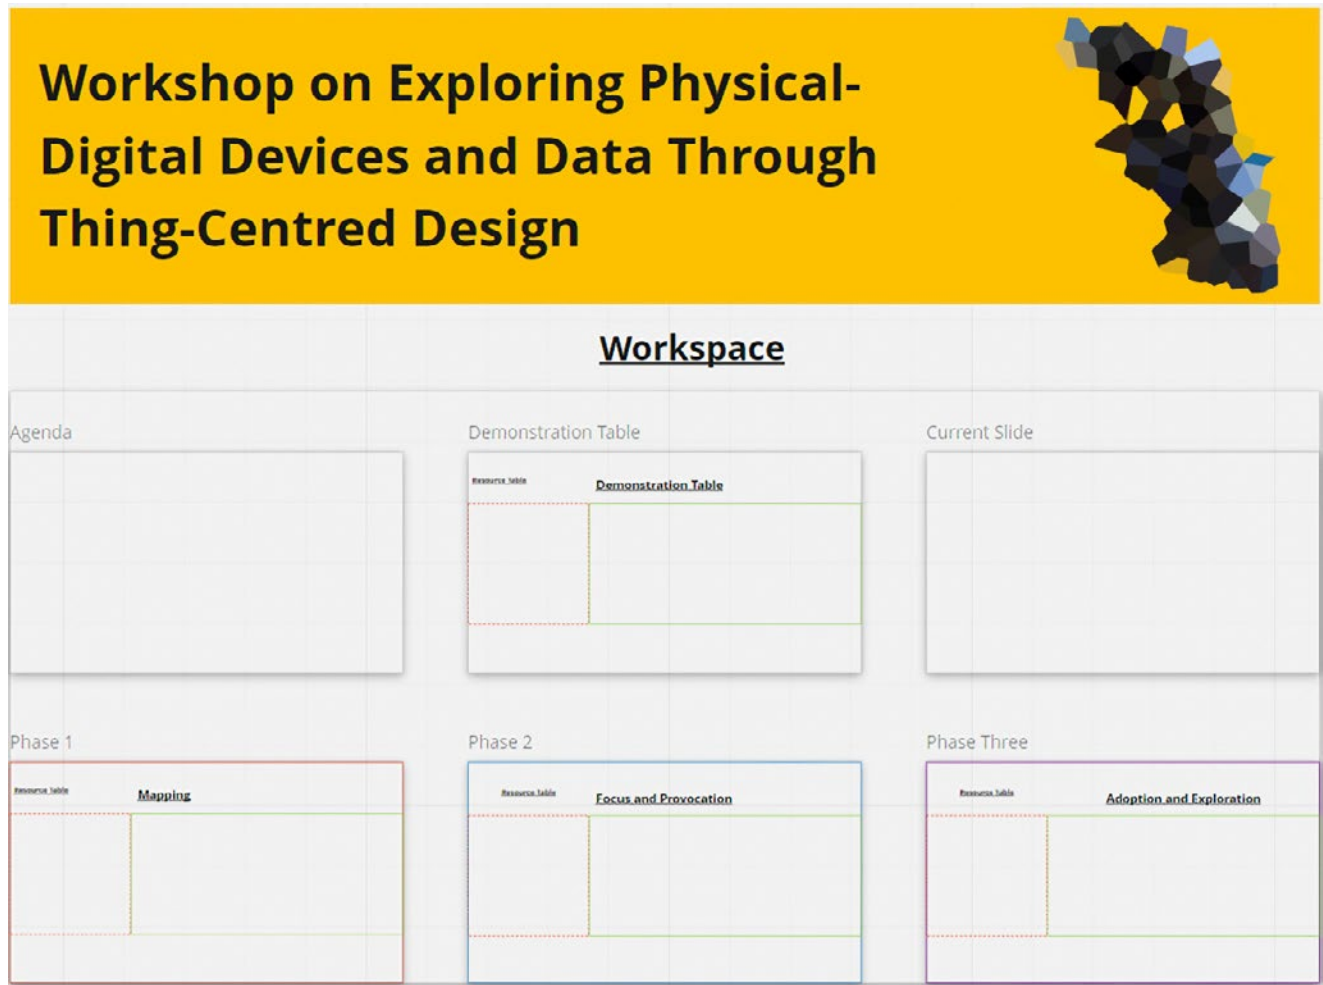 Workshop on Exploring Physical-
Digital Devices and Data Through
Thing-Centred Design
Workspace
Agenda
Demonstration Table
Current Slide
Resource Table
Demonstration Table
Phase 1
Phase 2
Phase Three
Resource Table
Mapping
Resource Table
Focus and Provocation
Resource Table
Adoption and Exploration